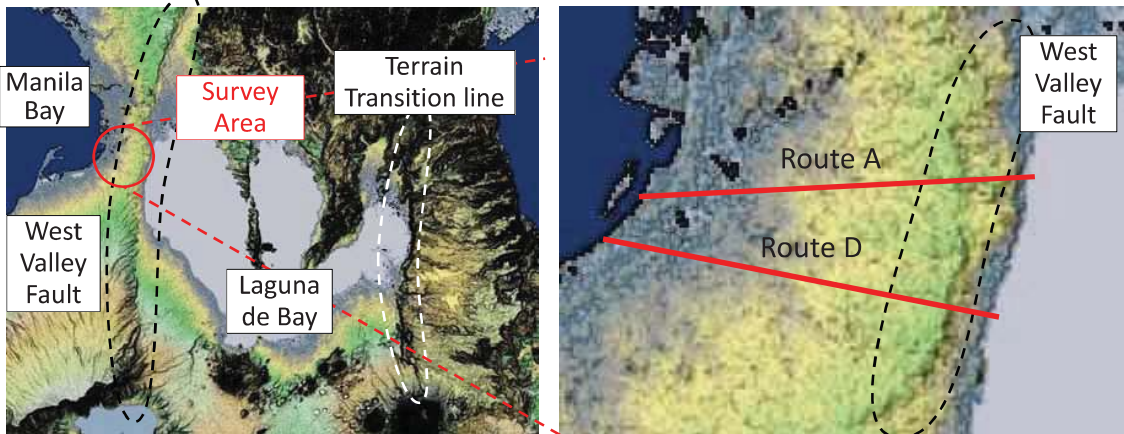 Manila
Bay
Survey
Area
Terrain
Transition line
West
Valley
Fault
Laguna
de Bay
West
Valley
Fault
Route A
Route D